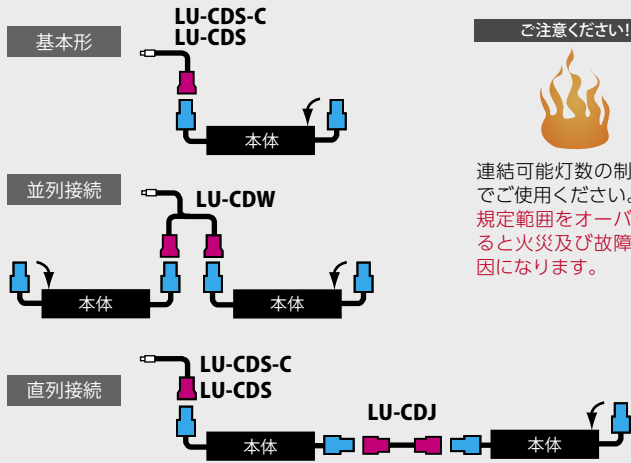 基本形
LU-CDS-C
LU-CDS
本体
並列接続
LU-CDW
本体
本体
直列接続
LU-CDS-C
LU-CDS
LU-CDJ
本体
本体
ご注意ください!
連結可能灯数の制
でご使用ください。
規定範囲をオーバ
ると火災及び故障
因になります。